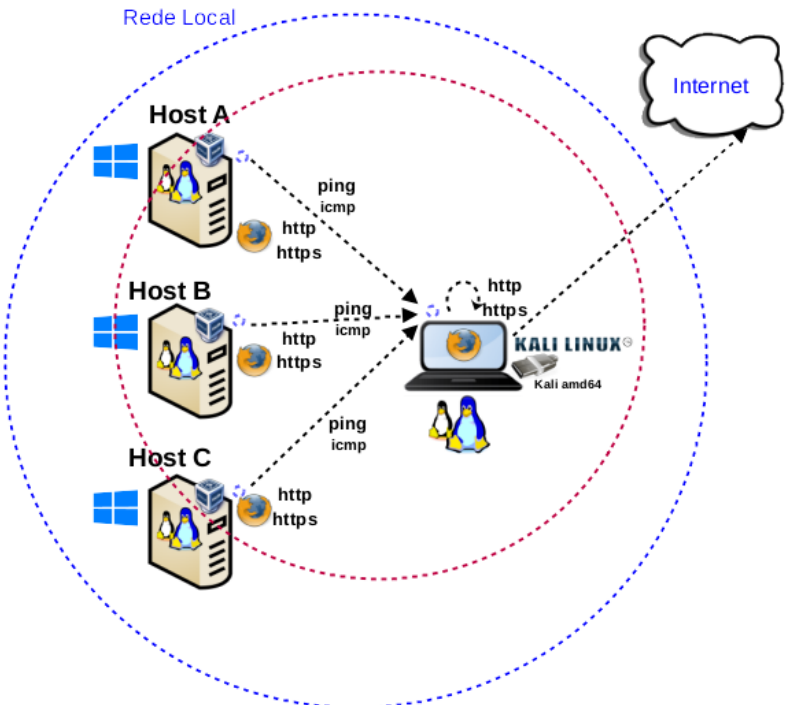 Rede Local
Internet
Host A
ping
icmp
http
https
Host B
ping
icmp
http
https
http
https
KALI LINUX
Kali amd64
ping
icmp
Host C
http
https